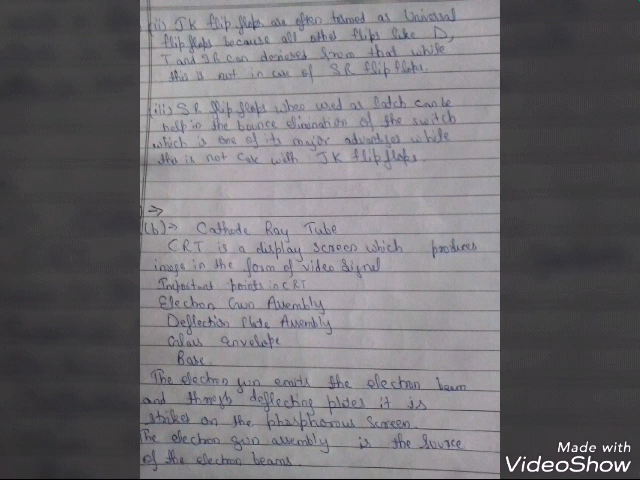 (ii) JK flip flops are often termed as Universal
flip flops because all other flips like D,
T and SR can derived from that while
this is not in case of SR flip flops.
(iii) SR flip flops when used as latch can be
help in the bounce elimination of the switch
which is one of its major advantges while
this is not case with JK flip flops.
→
(b) → Cathode Ray Tube
CRT is a display screen which produces
image in the form of video signal
Important points in CRT
Electron Gun Assembly
Deflection Plate Assembly
Glass envelope
Base.
The electron gun emits the electron beam
and through deflecting plates it is
strikes on the phosphorous screen.
The electron gun assembly is the source
of the electron beams.
Made with
VideoShow